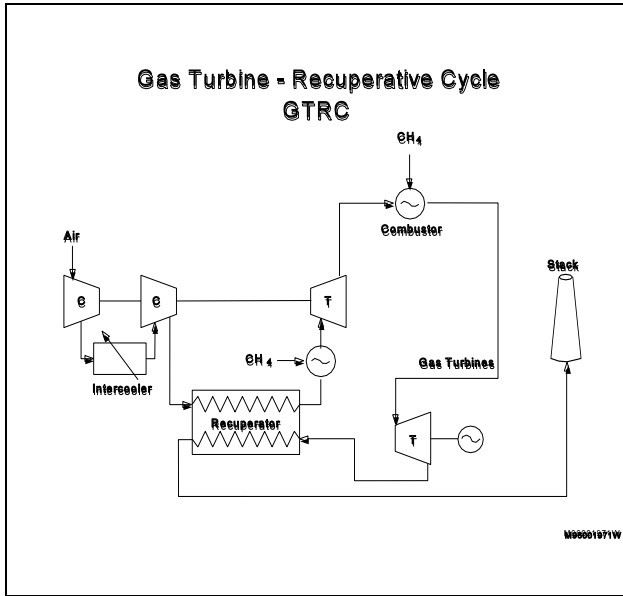 Gas Turbine - Recuperative Cycle
GTRC
CH4
Combustor
Air
Stack
C
C
T
CH4
Gas Turbines
Intercooler
Recuperator
T
M98001971W